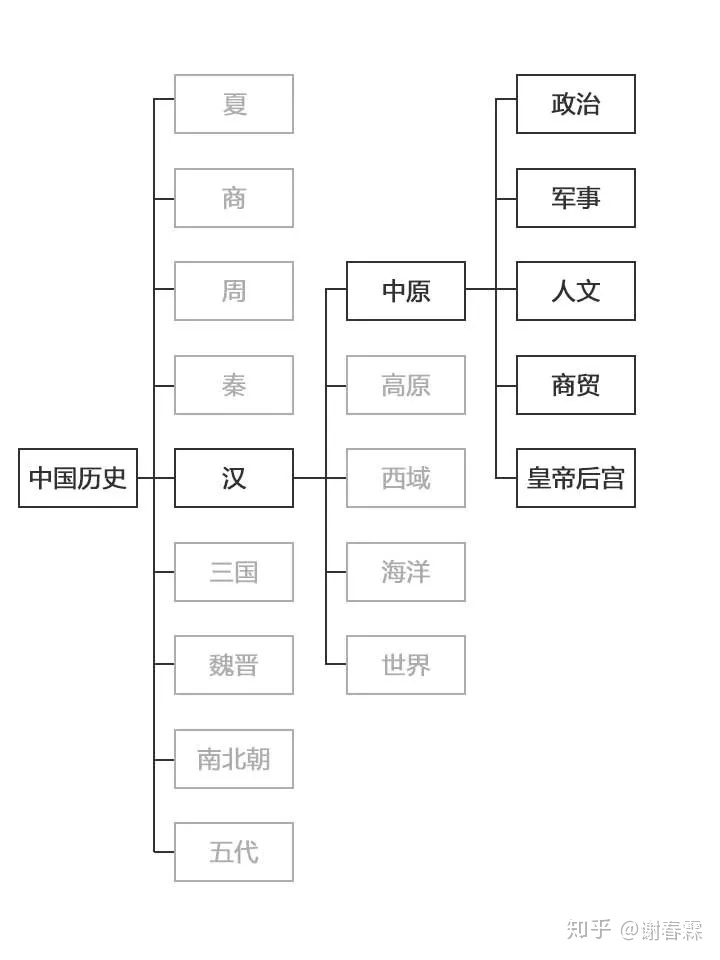 中国历史
夏
商
周
秦
汉
三国
魏晋
南北朝
五代
中原
高原
西域
海洋
世界
政治
军事
人文
商贸
皇帝后宫
知乎 @谢春霖